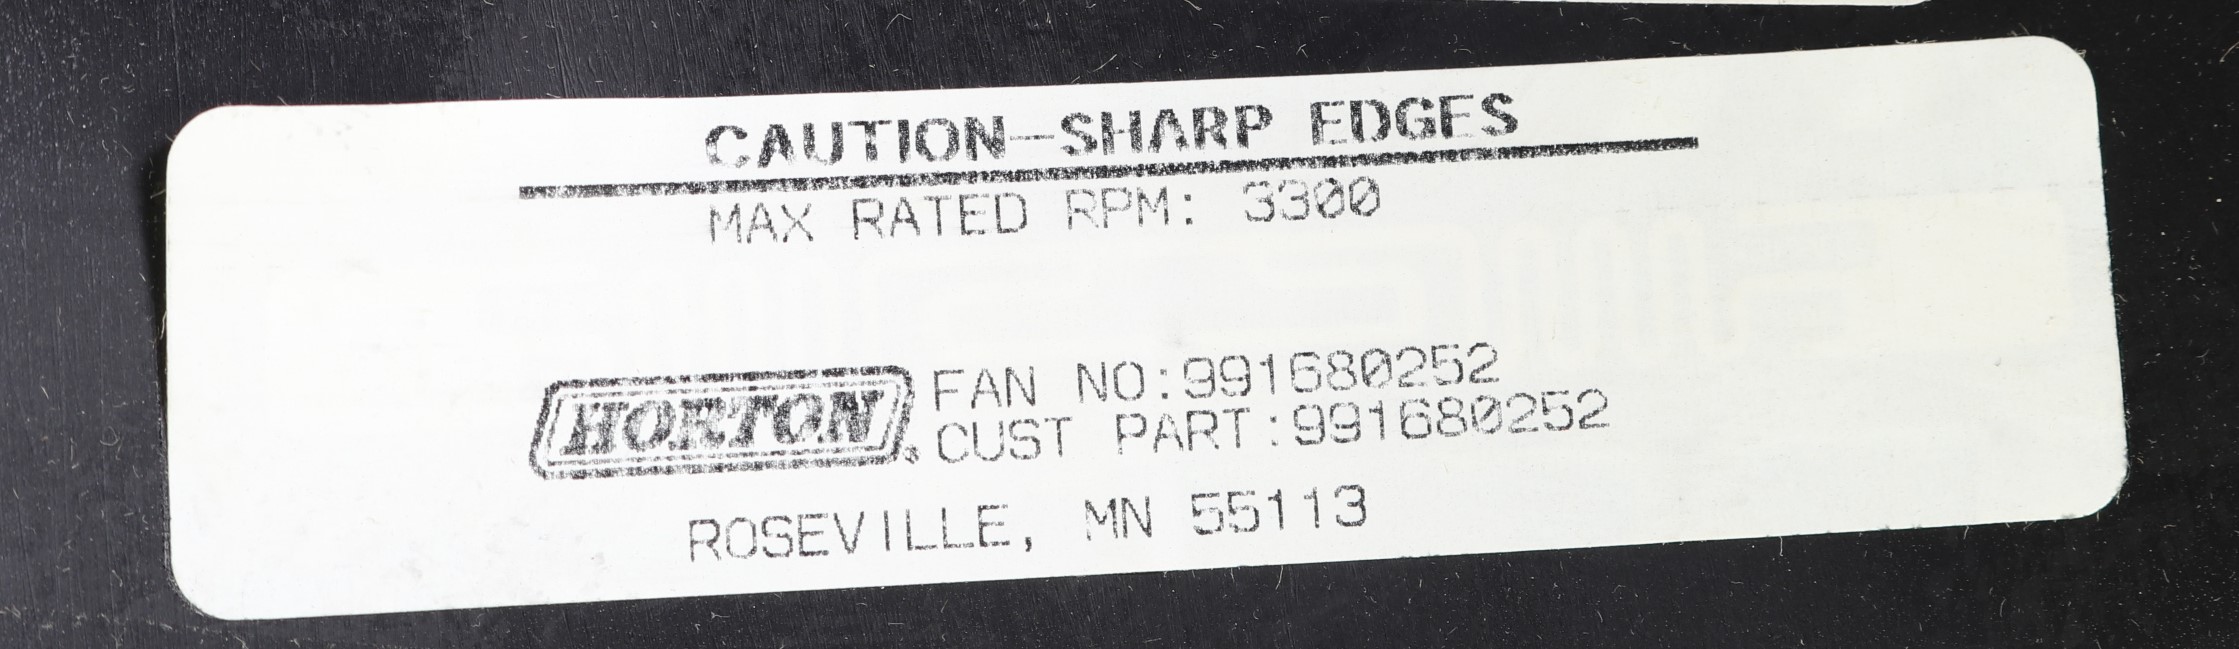 CAUTION—SHARP EDGES
MAX RATED RPM: 3300
HORTON® FAN NO:991680252
CUST PART:991680252
ROSEVILLE, MN 55113